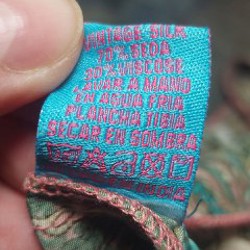 VINTAGE SILK
70% SEDA
30% VISCOSE
LAVAR A MANO
EN AGUA FRIA
PLANCHA TIBIA
SECAR EN SOMBRA